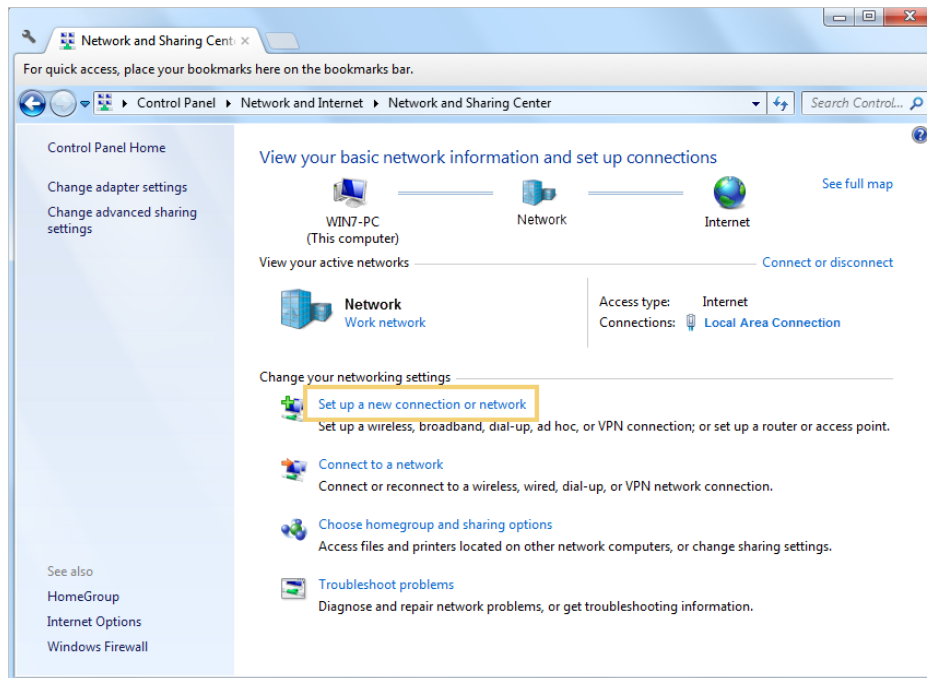 Network and Sharing Cent
For quick access, place your bookmarks here on the bookmarks bar.
Control Panel Network and Internet Network and Sharing Center
Search Control...
Control Panel Home
Change adapter settings
Change advanced sharing
settings
View your basic network information and set up connections
See full map
WIN7-PC
(This computer)
Network
Internet
View your active networks
Connect or disconnect
Network
Work network
Access type: Internet
Connections: Local Area Connection
Change your networking settings
Set up a new connection or network
Set up a wireless, broadband, dial-up, ad hoc, or VPN connection; or set up a router or access point.
Connect to a network
Connect or reconnect to a wireless, wired, dial-up, or VPN network connection.
Choose homegroup and sharing options
Access files and printers located on other network computers, or change sharing settings.
Troubleshoot problems
Diagnose and repair network problems, or get troubleshooting information.
See also
HomeGroup
Internet Options
Windows Firewall